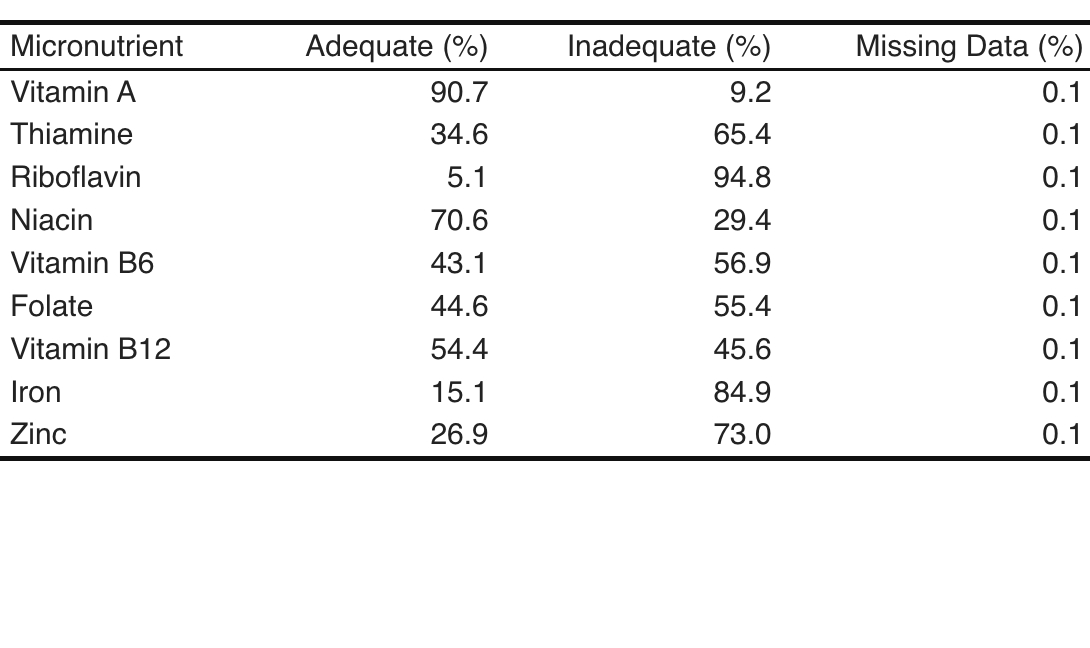 Micronutrient Adequate (%) Inadequate (%) Missing Data (%)
Vitamin A 90.7 9.2 0.1
Thiamine 34.6 65.4 0.1
Riboflavin 5.1 94.8 0.1
Niacin 70.6 29.4 0.1
Vitamin B6 43.1 56.9 0.1
Folate 44.6 55.4 0.1
Vitamin B12 54.4 45.6 0.1
Iron 15.1 84.9 0.1
Zinc 26.9 73.0 0.1